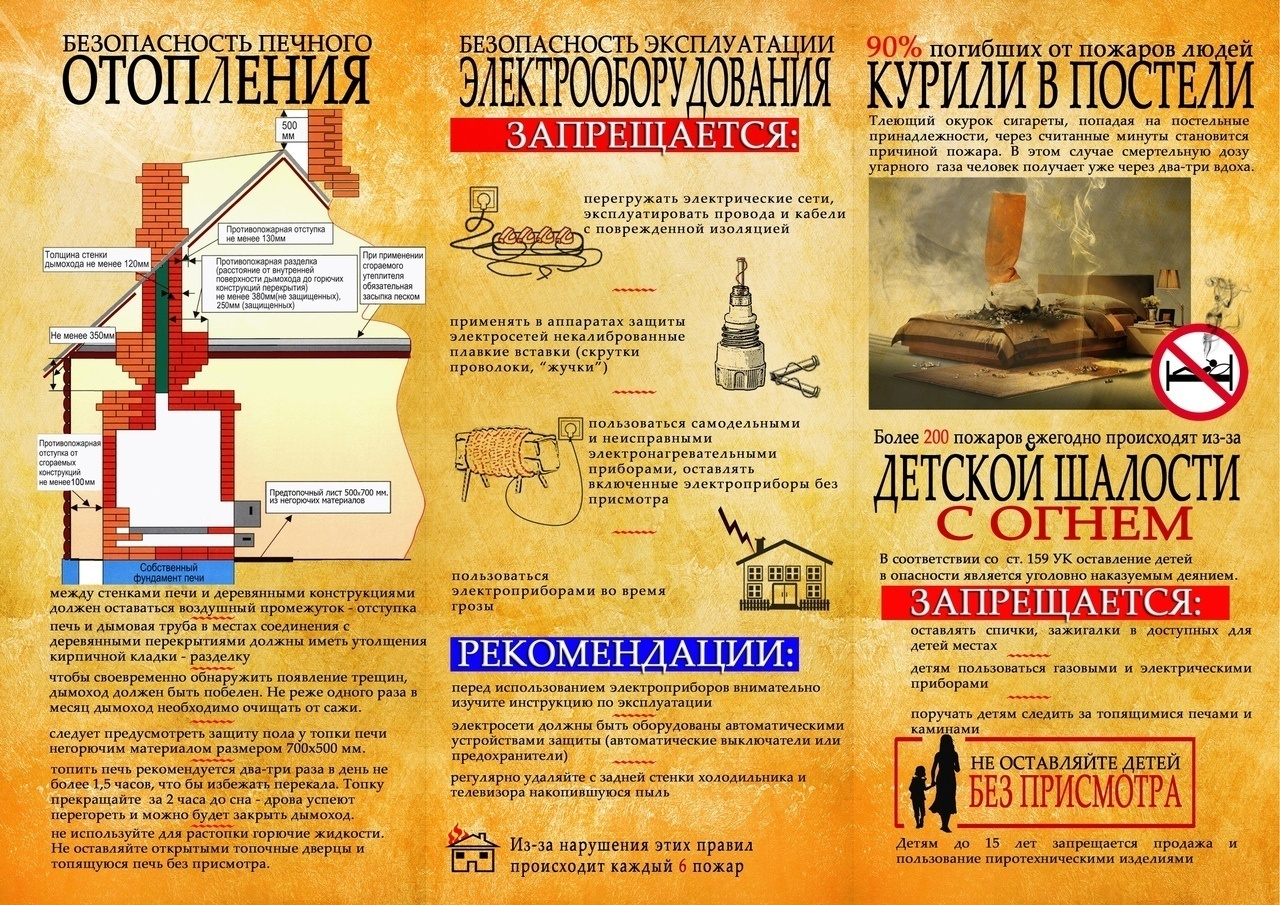 БЕЗОПАСНОСТЬ ПЕЧНОГО
ОТОПЛЕНИЯ
500
мм
Противопожарная отступка
не менее 130мм
Толщина стенки
дымохода не менее 120мм
Противопожарная разделка
(расстояние от внутренней
поверхности дымохода до горючих
конструкций перекрытия)
не менее 380мм(не защищенных),
250мм (защищенных)
При применении
сгораемого
утеплителя
обязательная
засыпка песком
Не менее 350мм
Противопожарная
отступка от
сгораемых
конструкций
не менее100мм
Предтопочный лист 500х700 мм.
из негорючих материалов
Собственный
фундамент печи
между стенками печи и деревянными конструкциями
должен оставаться воздушный промежуток - отступка
печь и дымовая труба в местах соединения с
деревянными перекрытиями должны иметь утолщения
кирпичной кладки - разделку
чтобы своевременно обнаружить появление трещин,
дымоход должен быть побелен. Не реже одного раза в
месяц дымоход необходимо очищать от сажи.
следует предусмотреть защиту пола у топки печи
негорючим материалом размером 700х500 мм.
топить печь рекомендуется два-три раза в день не
более 1,5 часов, что бы избежать перекала. Топку
прекращайте за 2 часа до сна - дрова успеют
перегореть и можно будет закрыть дымоход.
не используйте для растопки горючие жидкости.
Не оставляйте открытыми топочные дверцы и
топящуюся печь без присмотра.
БЕЗОПАСНОСТЬ ЭКСПЛУАТАЦИИ
ЭЛЕКТРООБОРУДОВАНИЯ
ЗАПРЕЩАЕТСЯ:
перегружать электрические сети,
эксплуатировать провода и кабели
с поврежденной изоляцией
применять в аппаратах защиты
электросетей некалиброванные
плавкие вставки (скрутки
проволоки, “жучки”)
пользоваться самодельными
и неисправными
электронагревательными
приборами, оставлять
включенные электроприборы без
присмотра
пользоваться
электроприборами во время
грозы
РЕКОМЕНДАЦИИ:
перед использованием электроприборов внимательно
изучите инструкцию по эксплуатации
электросети должны быть оборудованы автоматическими
устройствами защиты (автоматические выключатели или
предохранители)
регулярно удаляйте с задней стенки холодильника и
телевизора накопившуюся пыль
Из-за нарушения этих правил
происходит каждый 6 пожар
90% погибших от пожаров людей
КУРИЛИ В ПОСТЕЛИ
Тлеющий окурок сигареты, попадая на постельные
принадлежности, через считанные минуты становится
причиной пожара. В этом случае смертельную дозу
угарного газа человек получает уже через два-три вдоха.
Более 200 пожаров ежегодно происходят из-за
ДЕТСКОЙ ШАЛОСТИ
С ОГНЕМ
В соответствии со ст. 159 УК оставление детей
в опасности является уголовно наказуемым деянием.
ЗАПРЕЩАЕТСЯ:
оставлять спички, зажигалки в доступных для
детей местах
детям пользоваться газовыми и электрическими
приборами
поручать детям следить за топящимися печами и
каминами
НЕ ОСТАВЛЯЙТЕ ДЕТЕЙ
БЕЗ ПРИСМОТРА
Детям до 15 лет запрещается продажа и
пользование пиротехническими изделиями